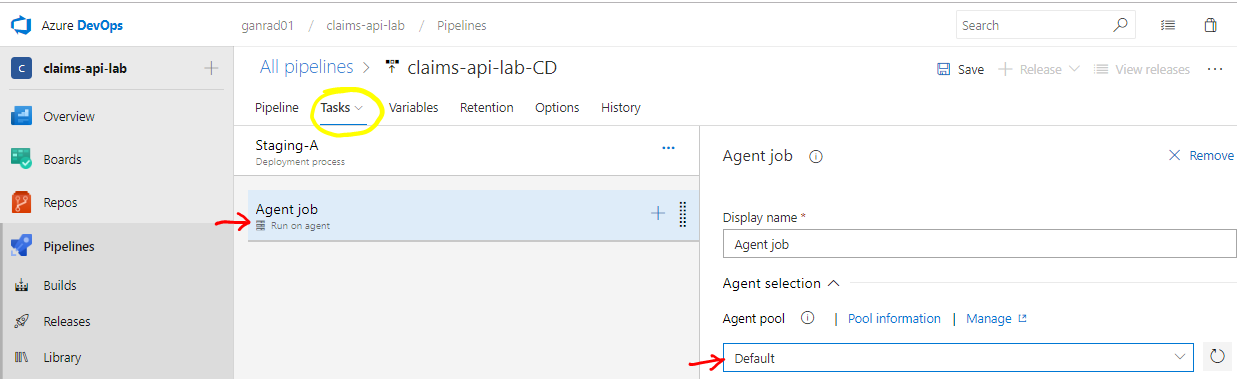 Azure DevOps
ganrad01 / claims-api-lab / Pipelines
Search
C claims-api-lab
All pipelines > claims-api-lab-CD
Save
Release
View releases
Pipeline Tasks Variables Retention Options History
Overview
Boards
Repos
Pipelines
Builds
Releases
Library
Staging-A
Deployment process
Agent job
Run on agent
Agent job
Remove
Display name *
Agent job
Agent selection
Agent pool | Pool information | Manage
Default